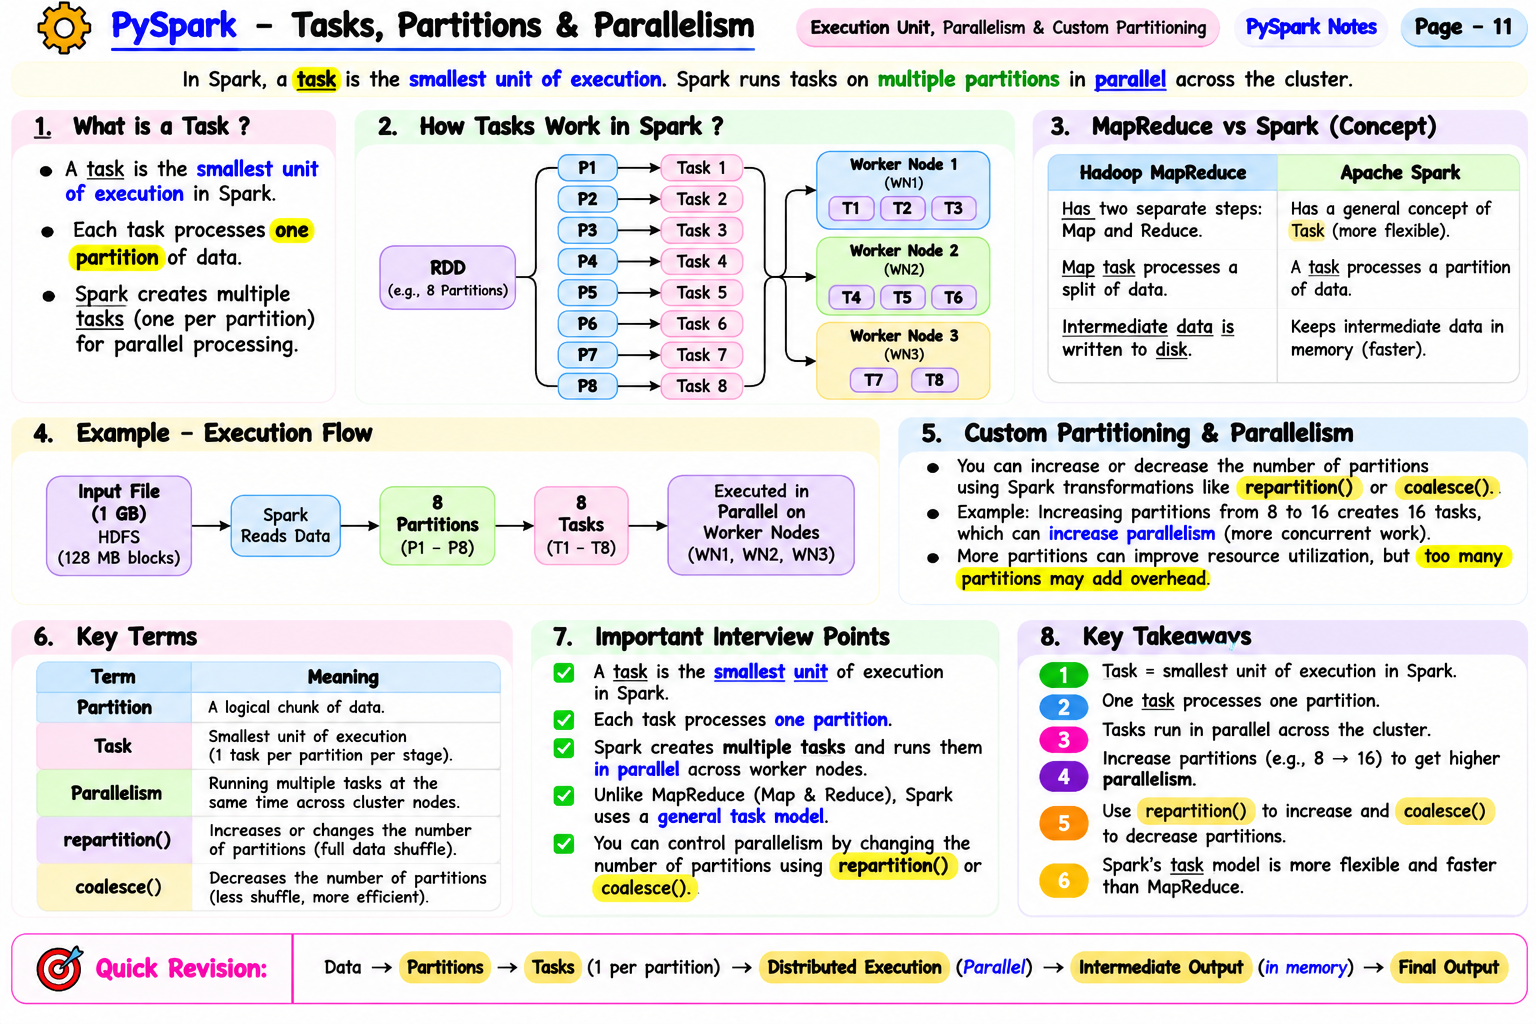 PySpark – Tasks, Partitions & Parallelism
Execution Unit, Parallelism & Custom Partitioning
PySpark Notes
Page – 11
In Spark, a task is the smallest unit of execution. Spark runs tasks on multiple partitions in parallel across the cluster.
1. What is a Task ?
● A task is the smallest unit
of execution in Spark.
● Each task processes one
partition of data.
● Spark creates multiple
tasks (one per partition)
for parallel processing.
2. How Tasks Work in Spark ?
RDD
(e.g., 8 Partitions)
P1 → Task 1
P2 → Task 2
P3 → Task 3
P4 → Task 4
P5 → Task 5
P6 → Task 6
P7 → Task 7
P8 → Task 8
Worker Node 1
(WN1)
T1 T2 T3
Worker Node 2
(WN2)
T4 T5 T6
Worker Node 3
(WN3)
T7 T8
3. MapReduce vs Spark (Concept)
Hadoop MapReduce
Apache Spark
Has two separate steps:
Map and Reduce.
Has a general concept of
Task (more flexible).
Map task processes a
split of data.
A task processes a partition
of data.
Intermediate data is
written to disk.
Keeps intermediate data in
memory (faster).
4. Example – Execution Flow
Input File
(1 GB)
HDFS
(128 MB blocks)
Spark
Reads Data
8
Partitions
(P1 – P8)
8
Tasks
(T1 – T8)
Executed in
Parallel on
Worker Nodes
(WN1, WN2, WN3)
5. Custom Partitioning & Parallelism
● You can increase or decrease the number of partitions
using Spark transformations like repartition() or coalesce().
● Example: Increasing partitions from 8 to 16 creates 16 tasks,
which can increase parallelism (more concurrent work).
● More partitions can improve resource utilization, but too many
partitions may add overhead.
6. Key Terms
Term
Meaning
Partition
A logical chunk of data.
Task
Smallest unit of execution
(1 task per partition per stage).
Parallelism
Running multiple tasks at the
same time across cluster nodes.
repartition()
Increases or changes the number
of partitions (full data shuffle).
coalesce()
Decreases the number of partitions
(less shuffle, more efficient).
7. Important Interview Points
A task is the smallest unit of execution
in Spark.
Each task processes one partition.
Spark creates multiple tasks and runs them
in parallel across worker nodes.
Unlike MapReduce (Map & Reduce), Spark
uses a general task model.
You can control parallelism by changing the
number of partitions using repartition() or
coalesce().
8. Key Takeaways
1 Task = smallest unit of execution in Spark.
2 One task processes one partition.
3 Tasks run in parallel across the cluster.
4 Increase partitions (e.g., 8 → 16) to get higher
parallelism.
5 Use repartition() to increase and coalesce()
to decrease partitions.
6 Spark's task model is more flexible and faster
than MapReduce.
Quick Revision:
Data → Partitions → Tasks (1 per partition) → Distributed Execution (Parallel) → Intermediate Output (in memory) → Final Output